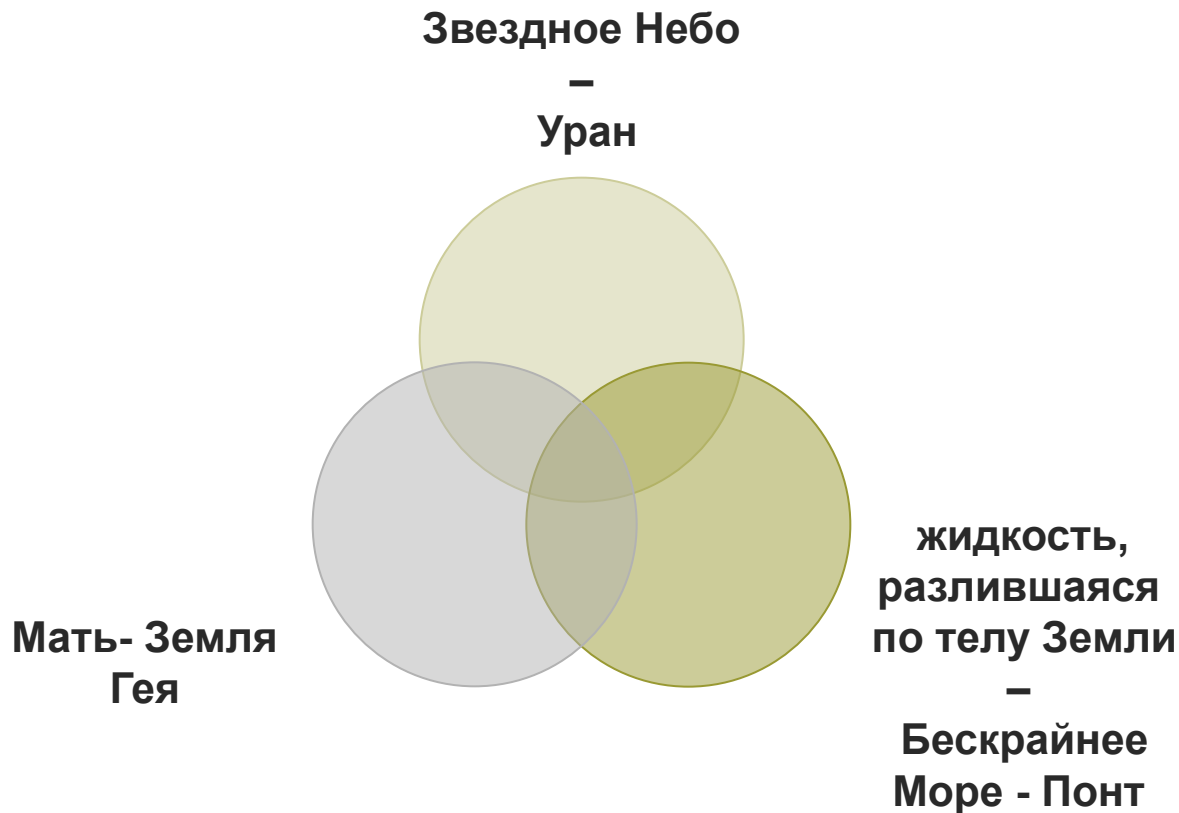 Звездное Небо
–
Уран
Мать- Земля
Гея
жидкость,
разлившаяся
по телу Земли
–
Бескрайнее
Море - Понт